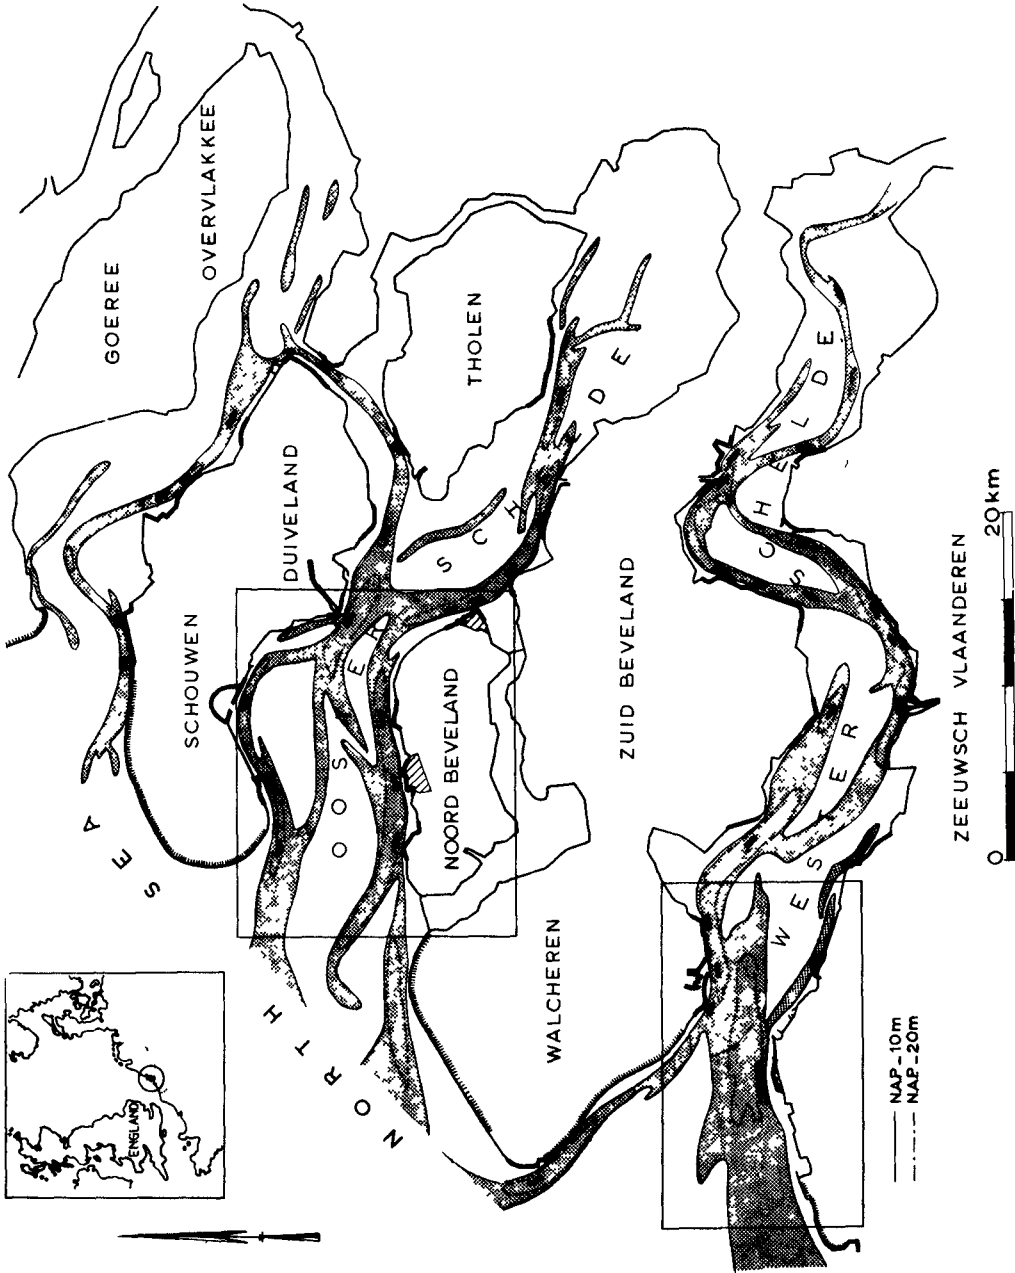 GOEREE
OVERVLAKKEE
THOLEN
DUIVELAND
SCHOUWEN
OOSTER
SCHELDE
NOORD BEVELAND
ZUID BEVELAND
WALCHEREN
NORTH SEA
WESTER
SCHELDE
ZEEUWSCH VLAANDEREN
ENGLAND
NAP-10m
NAP-20m
0 20km